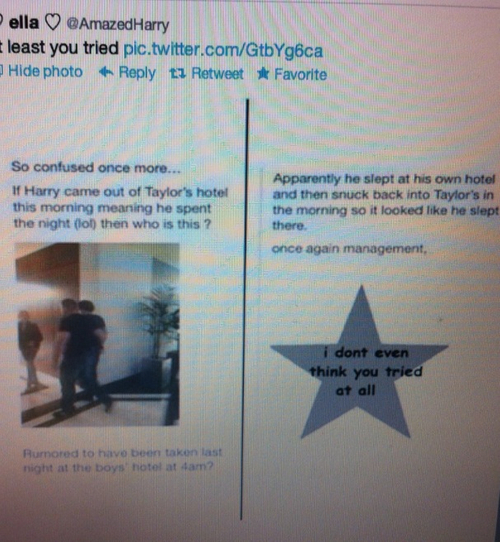 ella ♡ @AmazedHarry
t least you tried pic.twitter.com/GtbYg6ca
Hide photo Reply Retweet Favorite
So confused once more...
If Harry came out of Taylor's hotel
this morning meaning he spent
the night (lol) then who is this ?
Rumored to have been taken last
night at the boys' hotel at 4am?
Apparently he slept at his own hotel
and then snuck back into Taylor's in
the morning so it looked like he slept
there.
once again management,
i dont even
think you tried
at all